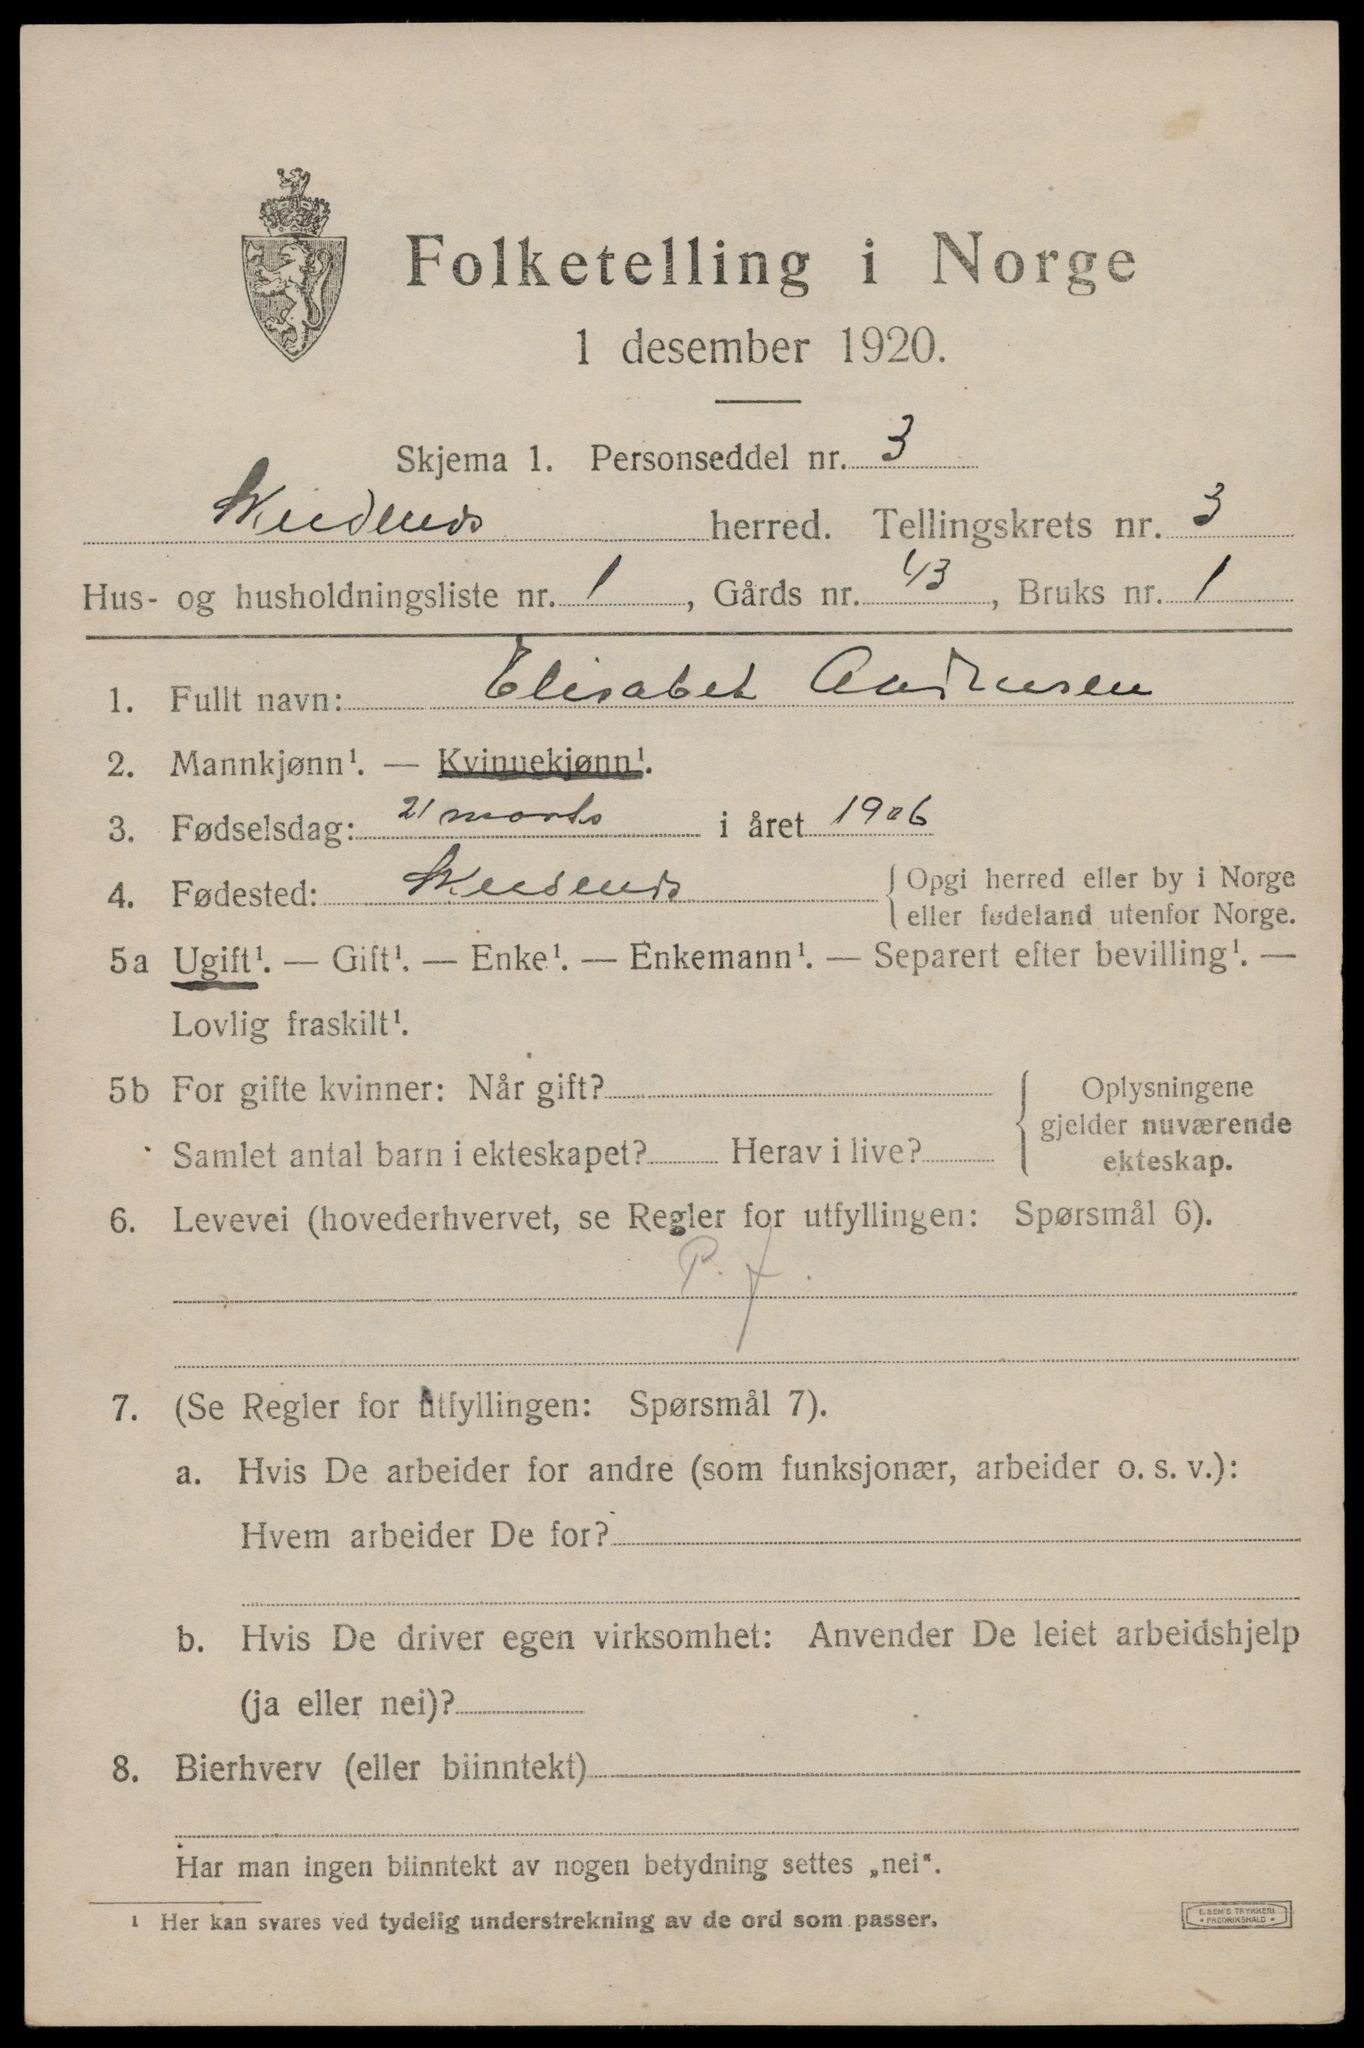 Folketelling i Norge
1 desember 1920.
Skjema 1. Personseddel nr. 3
Skudenes herred. Tellingskrets nr. 3
Hus- og husholdningsliste nr. 1, Gårds nr. 43, Bruks nr. 1
1. Fullt navn: Elisabet Andreasen
2. Mannkjønn¹. — Kvinnekjønn¹.
3. Fødselsdag: 21 marts i året 1906
4. Fødested: Skudenes { Opgi herred eller by i Norge
eller fødeland utenfor Norge.
5a Ugift¹. — Gift¹. — Enke¹. — Enkemann¹. — Separert efter bevilling¹. —
Lovlig fraskilt¹.
5b For gifte kvinner: Når gift?
Samlet antal barn i ekteskapet? Herav i live?
{ Oplysningene
gjelder nuværende
ekteskap.
6. Levevei (hovederhvervet, se Regler for utfyllingen: Spørsmål 6).
P. f.
7. (Se Regler for utfyllingen: Spørsmål 7).
a. Hvis De arbeider for andre (som funksjonær, arbeider o. s. v.):
Hvem arbeider De for?
b. Hvis De driver egen virksomhet: Anvender De leiet arbeidshjelp
(ja eller nei)?
8. Bierhverv (eller biinntekt)
Har man ingen biinntekt av nogen betydning settes „nei“.
¹ Her kan svares ved tydelig understrekning av de ord som passer.
E. SEM'S TRYKKERI
• FREDRIKSHALD •